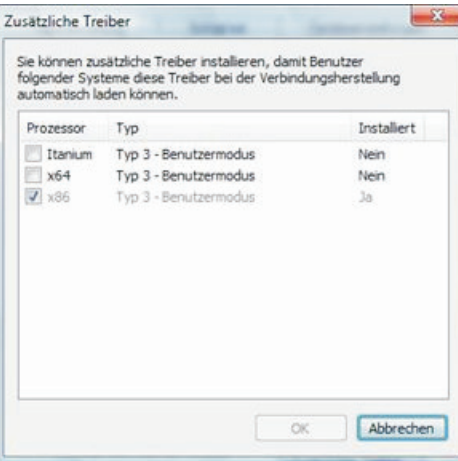 Zusätzliche Treiber
Sie können zusätzliche Treiber installieren, damit Benutzer
folgender Systeme diese Treiber bei der Verbindungsherstellung
automatisch laden können.
Prozessor Typ Installiert
Itanium Typ 3 - Benutzermodus Nein
x64 Typ 3 - Benutzermodus Nein
x86 Typ 3 - Benutzermodus Ja
OK Abbrechen